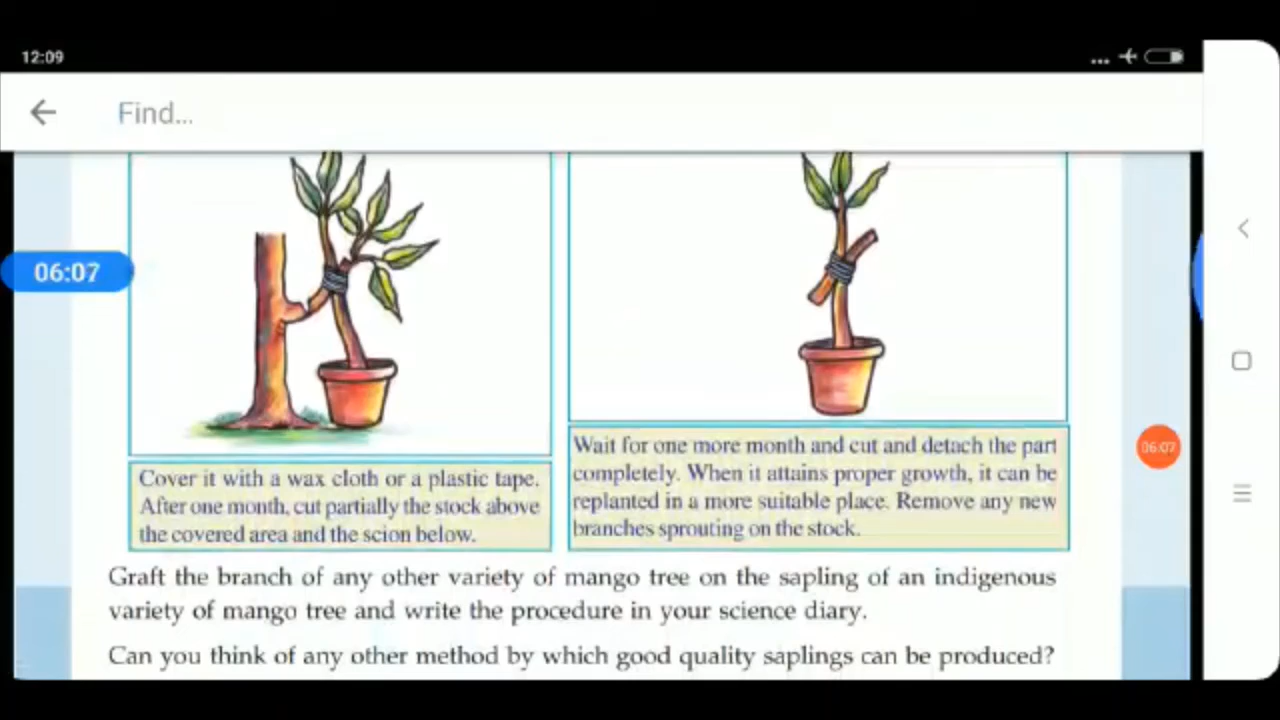 12:09
Find...
06:07
06:07
Cover it with a wax cloth or a plastic tape.
After one month, cut partially the stock above
the covered area and the scion below.
Wait for one more month and cut and detach the part
completely. When it attains proper growth, it can be
replanted in a more suitable place. Remove any new
branches sprouting on the stock.
Graft the branch of any other variety of mango tree on the sapling of an indigenous
variety of mango tree and write the procedure in your science diary.
Can you think of any other method by which good quality saplings can be produced?